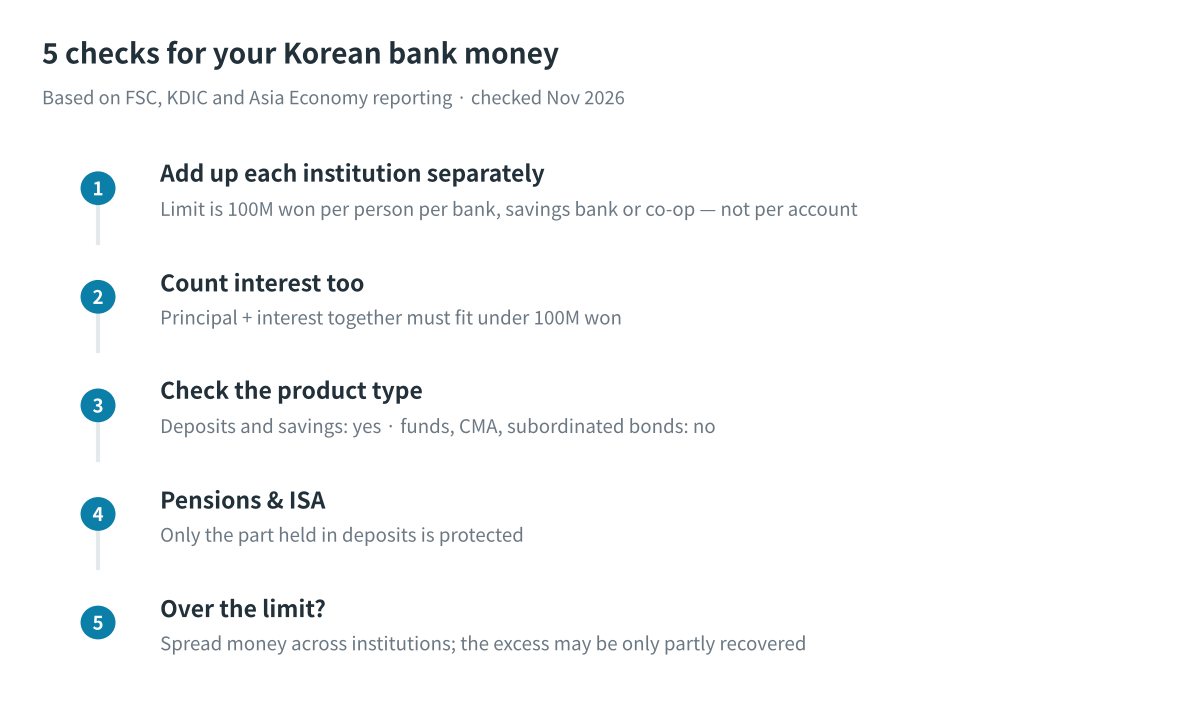 5 checks for your Korean bank money
Based on FSC, KDIC and Asia Economy reporting · checked Nov 2026
1
Add up each institution separately
Limit is 100M won per person per bank, savings bank or co-op — not per account
2
Count interest too
Principal + interest together must fit under 100M won
3
Check the product type
Deposits and savings: yes · funds, CMA, subordinated bonds: no
4
Pensions & ISA
Only the part held in deposits is protected
5
Over the limit?
Spread money across institutions; the excess may be only partly recovered